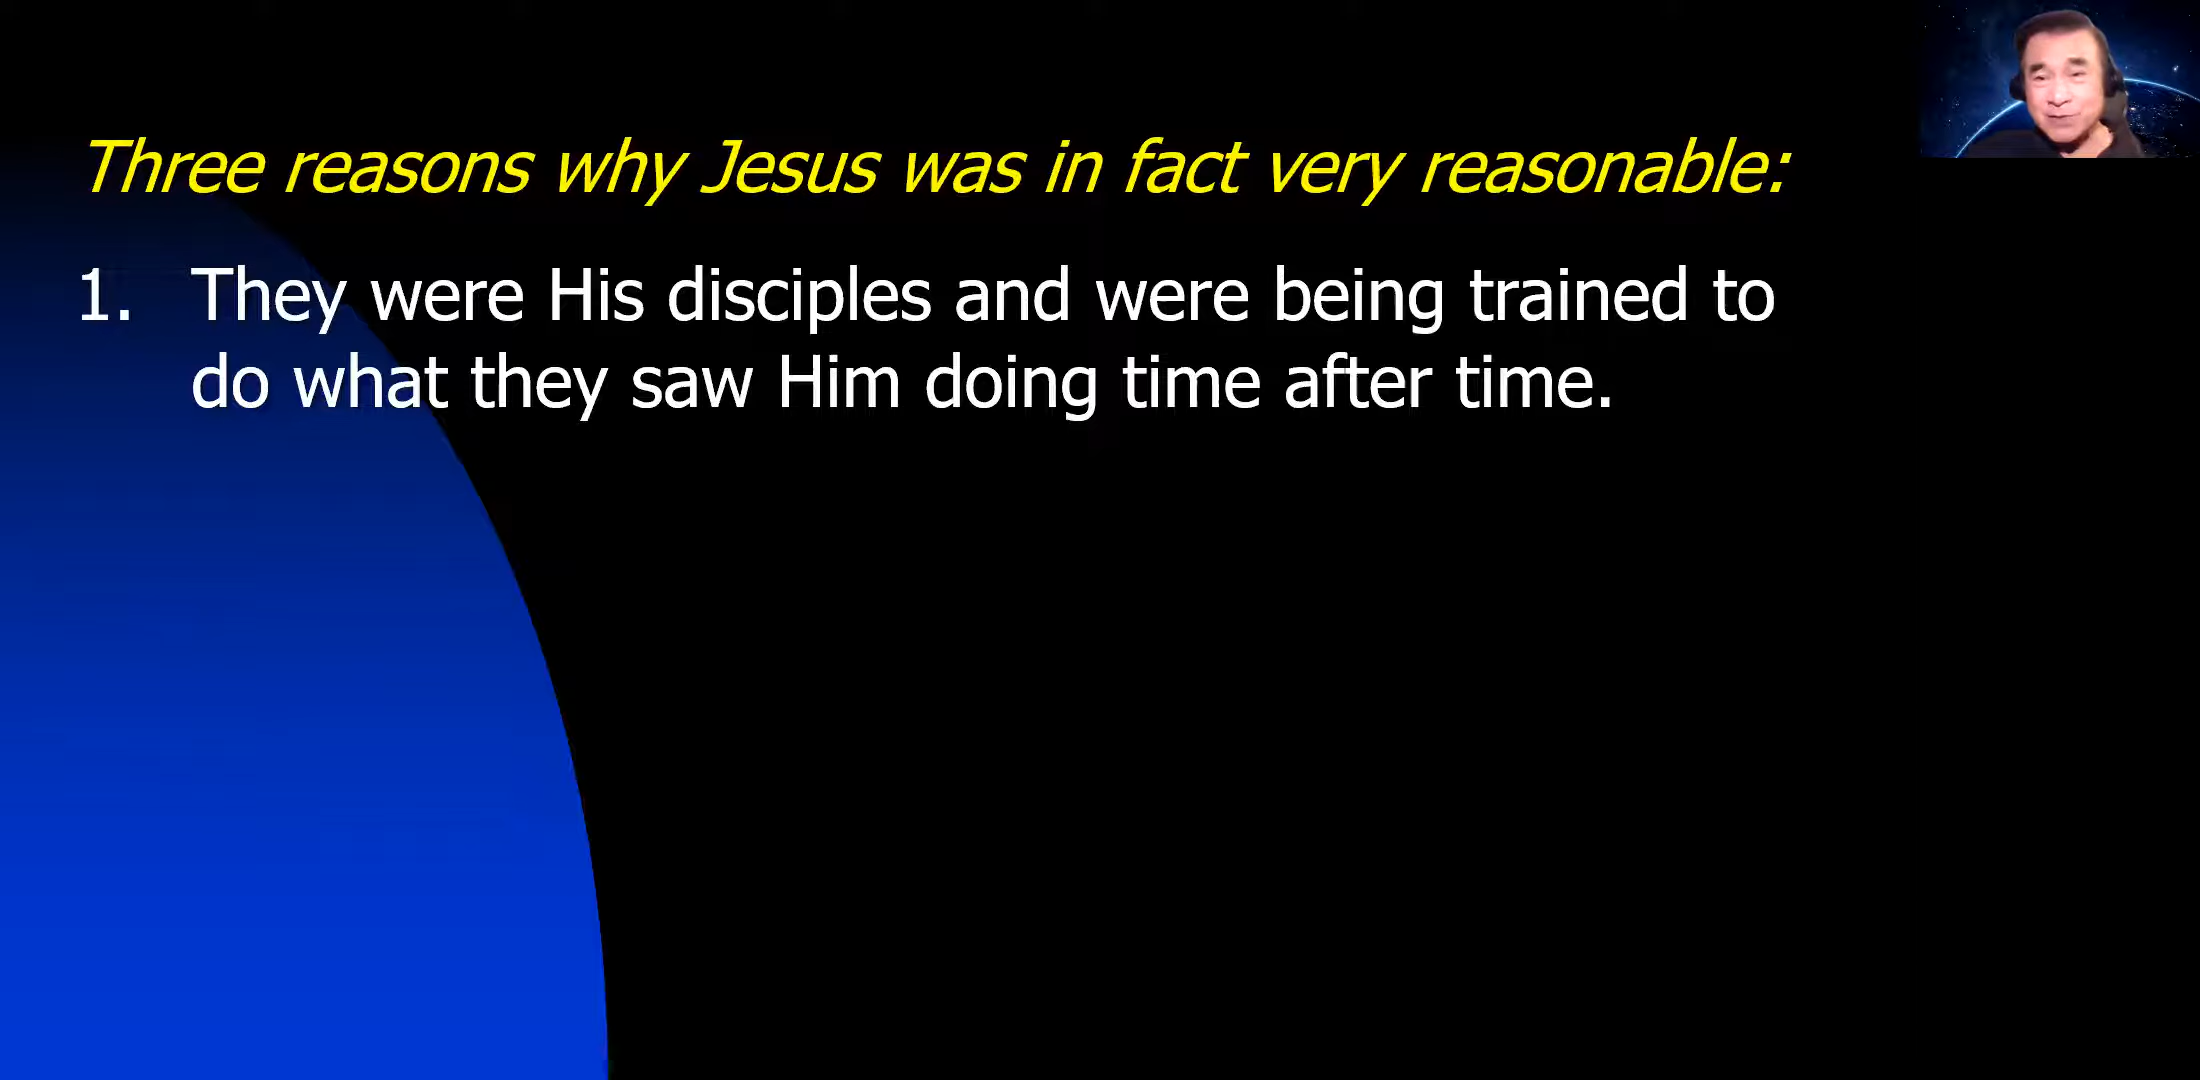 Three reasons why Jesus was in fact very reasonable:
1. They were His disciples and were being trained to
do what they saw Him doing time after time.